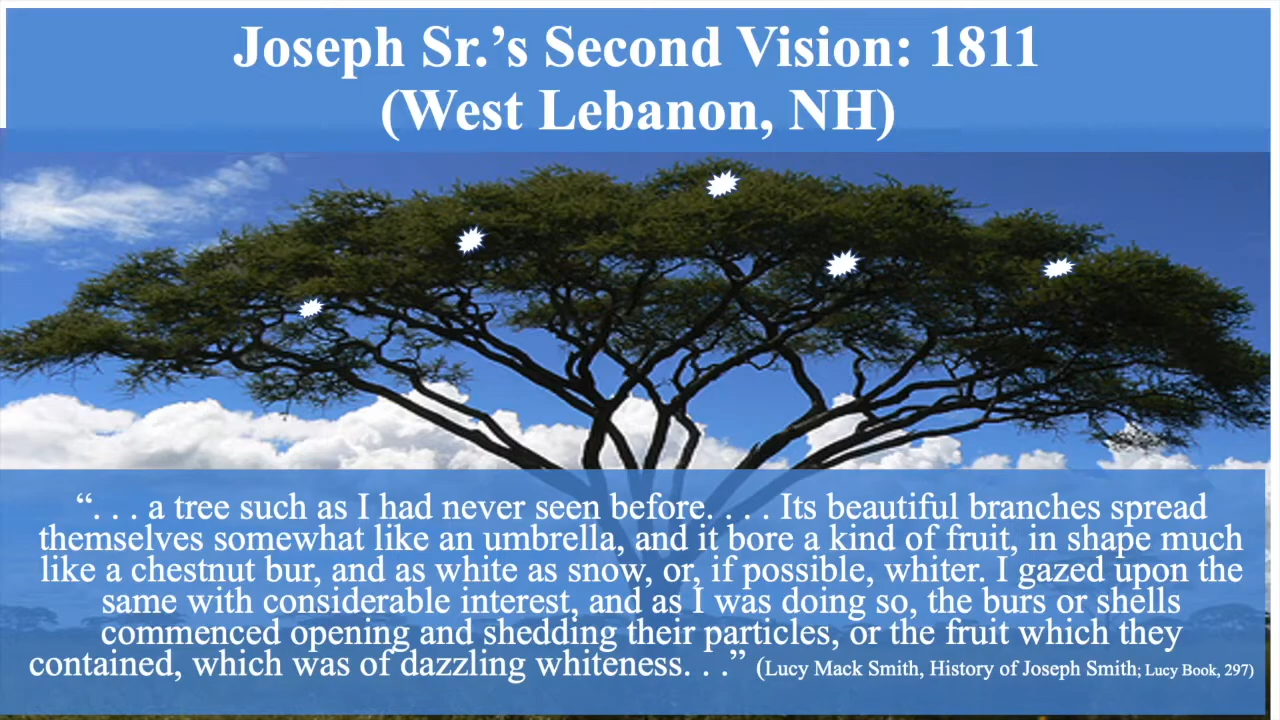 Joseph Sr.’s Second Vision: 1811
(West Lebanon, NH)
“. . . a tree such as I had never seen before. . . . Its beautiful branches spread
themselves somewhat like an umbrella, and it bore a kind of fruit, in shape much
like a chestnut bur, and as white as snow, or, if possible, whiter. I gazed upon the
same with considerable interest, and as I was doing so, the burs or shells
commenced opening and shedding their particles, or the fruit which they
contained, which was of dazzling whiteness. . .” (Lucy Mack Smith, History of Joseph Smith; Lucy Book, 297)